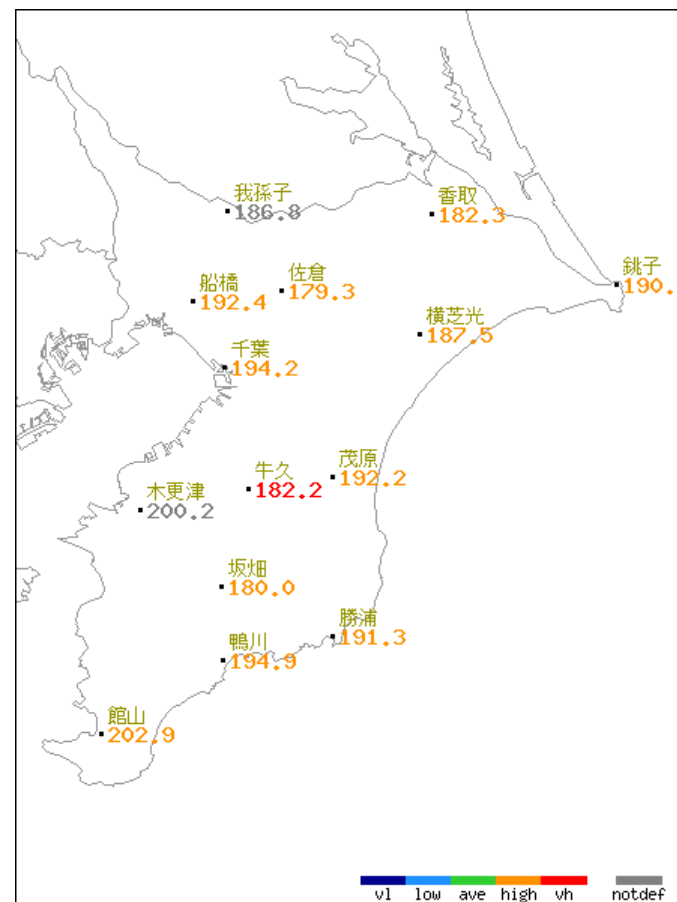 我孫子
186.8
香取
182.3
銚子
190.
船橋
192.4
佐倉
179.3
横芝光
187.5
千葉
194.2
牛久
182.2
茂原
192.2
木更津
200.2
坂畑
180.0
勝浦
191.3
鴨川
194.9
館山
202.9
vl low ave high vh notdef